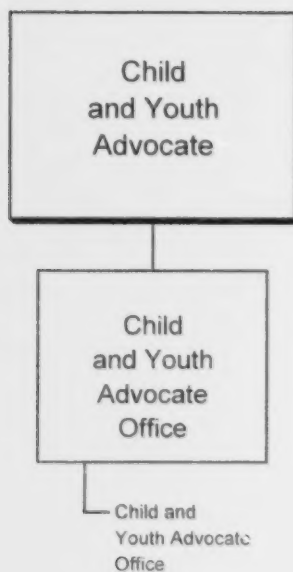 Child
and Youth
Advocate
Child
and Youth
Advocate
Office
Child and
Youth Advocate
Office